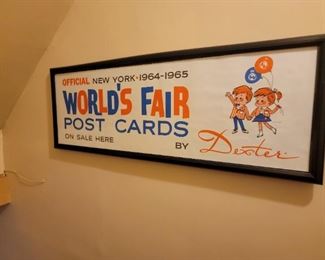 OFFICIAL NEW YORK • 1964-1965
WORLD'S FAIR
POST CARDS
ON SALE HERE BY Dexter